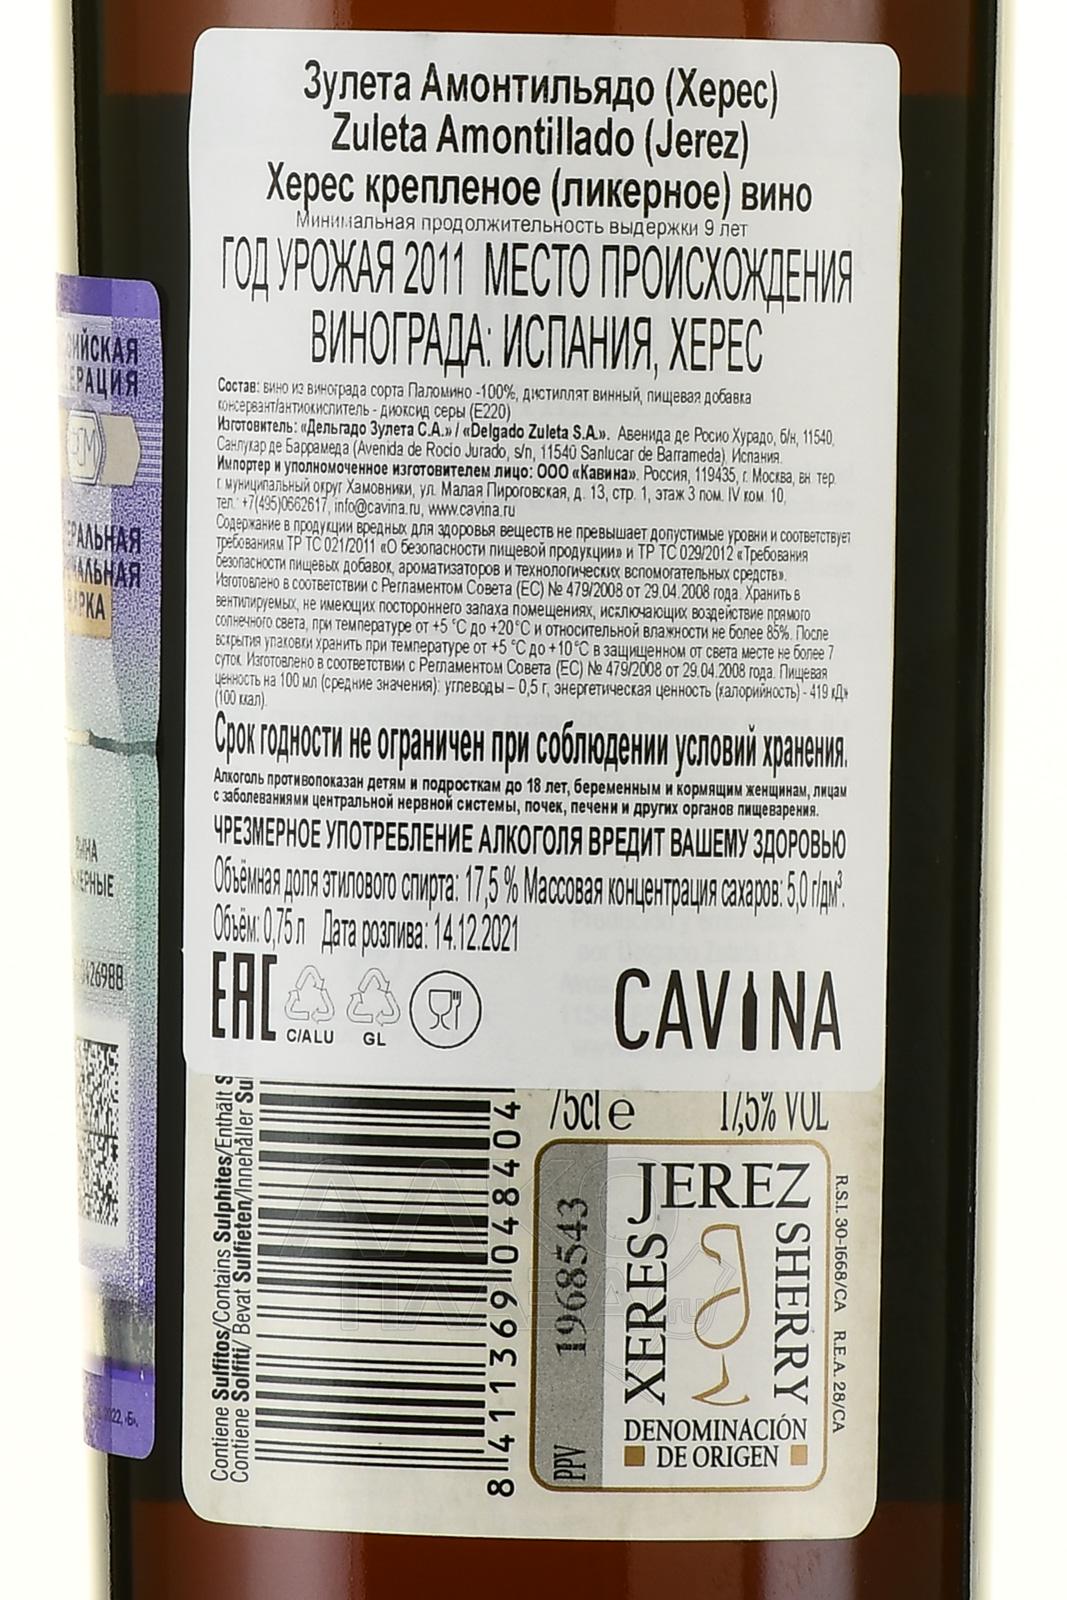 Зулета Амонтильядо (Херес)
Zuleta Amontillado (Jerez)
Херес крепленое (ликерное) вино
Минимальная продолжительность выдержки 9 лет
ГОД УРОЖАЯ 2011 МЕСТО ПРОИСХОЖДЕНИЯ
ВИНОГРАДА: ИСПАНИЯ, ХЕРЕС
Состав: вино из винограда сорта Паломино -100%, дистиллят винный, пищевая добавка
консервант/антиокислитель - диоксид серы (Е220)
Изготовитель: «Дельгадо Зулета С.А.» / «Delgado Zuleta S.A.». Авенида де Росио Хурадо, б/н, 11540,
Санлукар де Баррамеда (Avenida de Rocio Jurado, s/n, 11540 Sanlucar de Barrameda). Испания.
Импортер и уполномоченное изготовителем лицо: ООО «Кавина». Россия, 119435, г. Москва, вн. тер.
г. муниципальный округ Хамовники, ул. Малая Пироговская, д. 13, стр. 1, этаж 3 пом. IV ком. 10,
тел.: +7(495)0662617, info@cavina.ru, www.cavina.ru
Содержание в продукции вредных для здоровья веществ не превышает допустимые уровни и соответствует
требованиям ТР ТС 021/2011 «О безопасности пищевой продукции» и ТР ТС 029/2012 «Требования
безопасности пищевых добавок, ароматизаторов и технологических вспомогательных средств».
Изготовлено в соответствии с Регламентом Совета (ЕС) № 479/2008 от 29.04.2008 года. Хранить в
вентилируемых, не имеющих постороннего запаха помещениях, исключающих воздействие прямого
солнечного света, при температуре от +5 °С до +20°С и относительной влажности не более 85%. После
вскрытия упаковки хранить при температуре от +5 °С до +10°С в защищенном от света месте не более 7
суток. Изготовлено в соответствии с Регламентом Совета (ЕС) № 479/2008 от 29.04.2008 года. Пищевая
ценность на 100 мл (средние значения): углеводы – 0,5 г, энергетическая ценность (калорийность) - 419 кДж
(100 ккал).
Срок годности не ограничен при соблюдении условий хранения.
Алкоголь противопоказан детям и подросткам до 18 лет, беременным и кормящим женщинам, лицам
с заболеваниями центральной нервной системы, почек, печени и других органов пищеварения.
ЧРЕЗМЕРНОЕ УПОТРЕБЛЕНИЕ АЛКОГОЛЯ ВРЕДИТ ВАШЕМУ ЗДОРОВЬЮ
Объёмная доля этилового спирта: 17,5 % Массовая концентрация сахаров: 5,0 г/дм³.
Объём: 0,75 л Дата розлива: 14.12.2021
EAC
C/ALU
GL
CAVINA
75cl e 17,5% VOL
Contiene Sulfitos/Contains Sulphites/Enthält S
Contiene Solfiti/ Bevat Sulfieten/Innehåller Sul
8 411369 048404
PPV 1968543
JEREZ
XERES
SHERRY
DENOMINACIÓN
DE ORIGEN
R.S.I. 30-1668/CA R.E.A. 28/CA
АЛКО
ПЛАЗА.ru